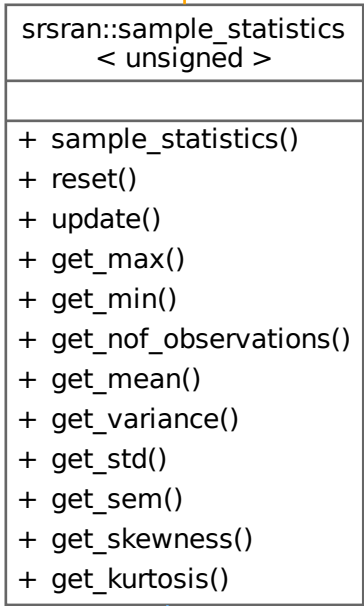 srsran::sample_statistics
< unsigned >
+ sample_statistics()
+ reset()
+ update()
+ get_max()
+ get_min()
+ get_nof_observations()
+ get_mean()
+ get_variance()
+ get_std()
+ get_sem()
+ get_skewness()
+ get_kurtosis()